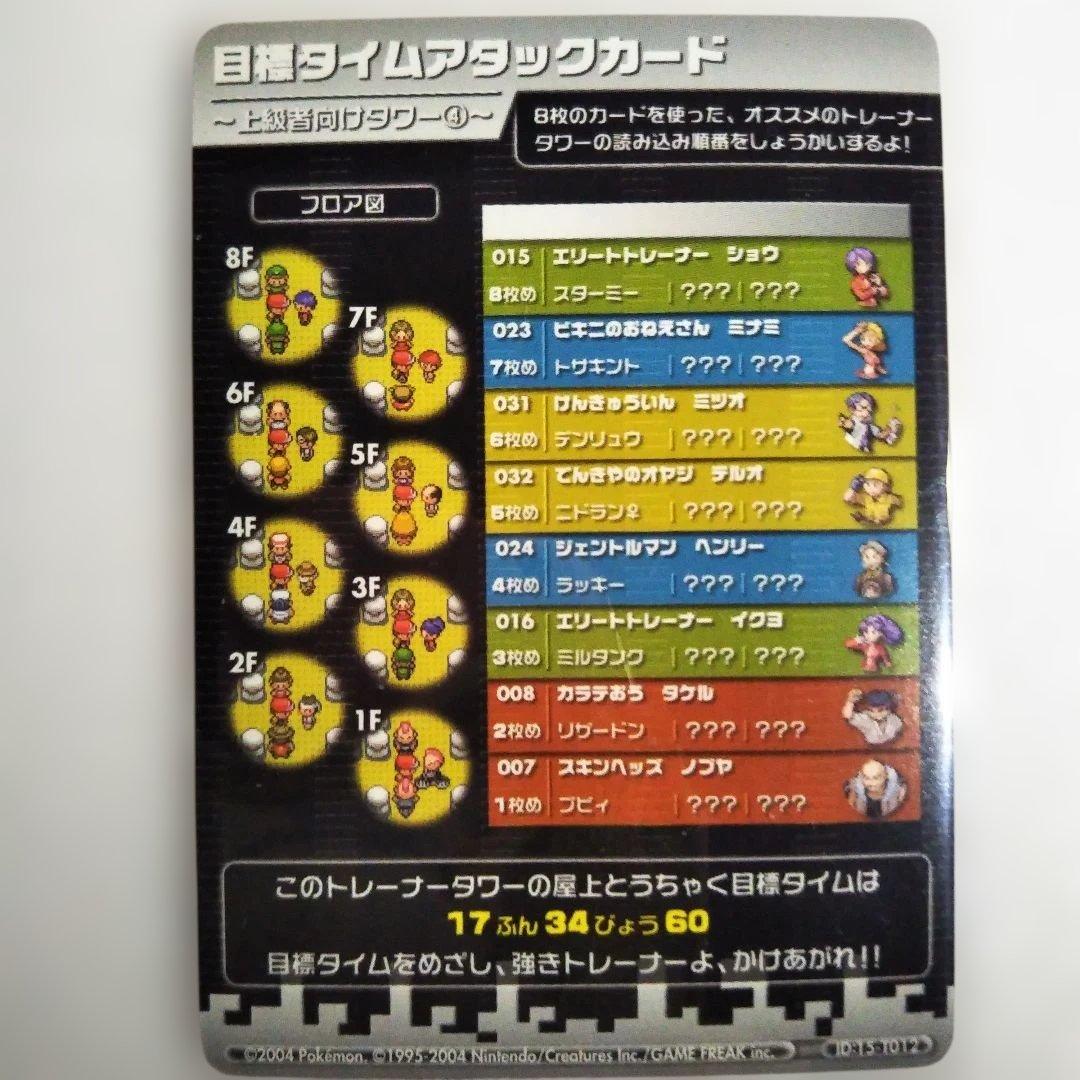 目標タイムアタックカード
～上級者向けタワー④～
8枚のカードを使った、オススメのトレーナー
タワーの読み込み順番をしょうかいするよ!
フロア図
8F
7F
6F
5F
4F
3F
2F
1F
015 エリートトレーナー ショウ
8枚め スターミー ??? ???
023 ビキニのおねえさん ミナミ
7枚め トサキント ??? ???
031 けんきゅういん ミツオ
6枚め デンリュウ ??? ???
032 でんきやのオヤジ テルオ
5枚め ニドラン♀ ??? ???
024 ジェントルマン ヘンリー
4枚め ラッキー ??? ???
016 エリートトレーナー イクヨ
3枚め ミルタンク ??? ???
008 カラテおう タケル
2枚め リザードン ??? ???
007 スキンヘッズ ノブヤ
1枚め ブビィ ??? ???
このトレーナータワーの屋上とうちゃく目標タイムは
17ふん34びょう60
目標タイムをめざし、強きトレーナーよ、かけあがれ!!
©2004 Pokémon. ©1995-2004 Nintendo/Creatures Inc./GAME FREAK inc.
ID:15 T012